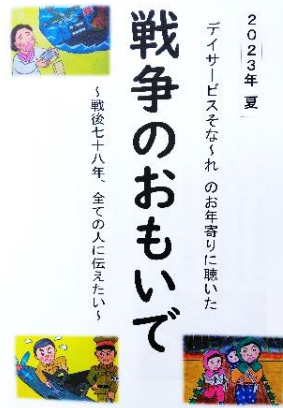 2023年 夏
デイサービスそな~れ のお年寄りに聴いた
戦争のおもいで
~戦後七十八年、全ての人に伝えたい~